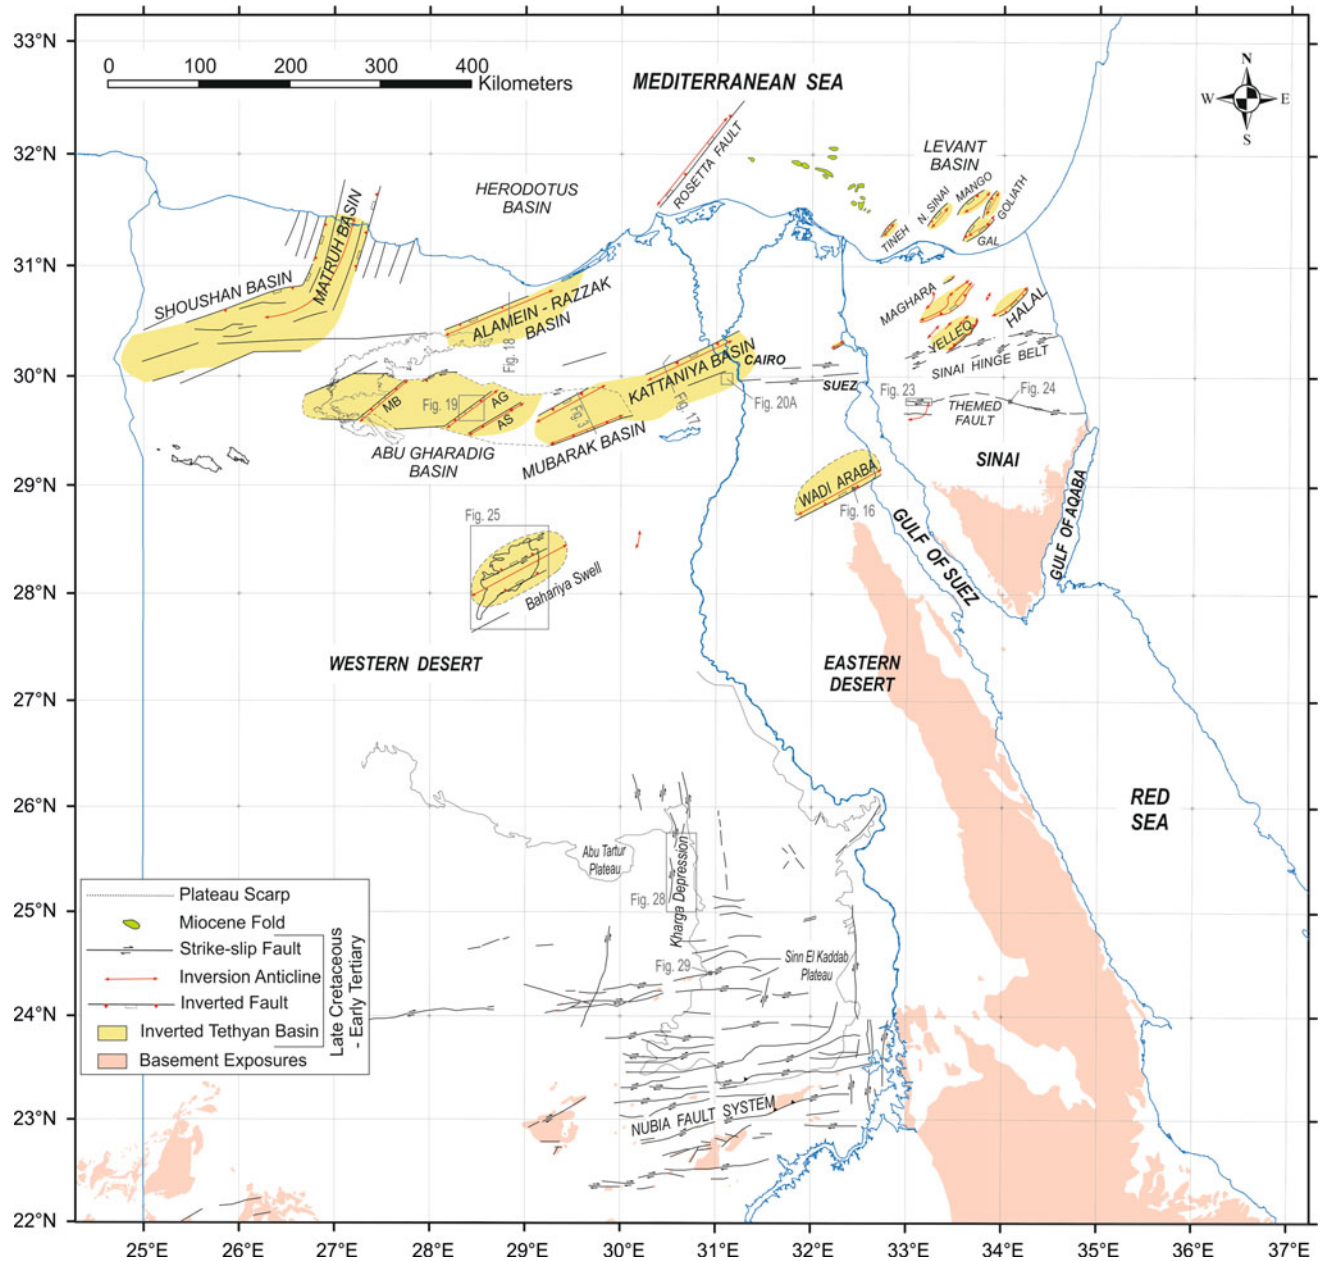 33°N
32°N
31°N
30°N
29°N
28°N
27°N
26°N
25°N
24°N
23°N
22°N
25°E
26°E
27°E
28°E
29°E
30°E
31°E
32°E
33°E
34°E
35°E
36°E
37°E
0
100
200
300
400
Kilometers
N
W
E
S
MEDITERRANEAN SEA
LEVANT
BASIN
HERODOTUS
BASIN
ROSETTA FAULT
TINEH
N. SINAI
MANGO
GOLIATH
GAL
SHOUSHAN BASIN
MATRUH BASIN
ALAMEIN - RAZZAK
BASIN
Fig. 18
MAGHARA
YELLEQ
HALAL
SINAI HINGE BELT
KATTANIYA BASIN
CAIRO
SUEZ
Fig. 20A
Fig. 17
Fig. 3
MB
Fig. 19
AG
AS
ABU GHARADIG
BASIN
MUBARAK BASIN
Fig. 23
Fig. 24
THEMED
FAULT
SINAI
WADI ARABA
Fig. 16
GULF OF SUEZ
GULF OF AQABA
Fig. 25
Bahariya Swell
WESTERN DESERT
EASTERN
DESERT
RED
SEA
Abu Tartur
Plateau
Kharga Depression
Fig. 28
Fig. 29
Sinn El Kaddab
Plateau
NUBIA FAULT SYSTEM
Plateau Scarp
Miocene Fold
Strike-slip Fault
Inversion Anticline
Inverted Fault
Inverted Tethyan Basin
Basement Exposures
Late Cretaceous
- Early Tertiary